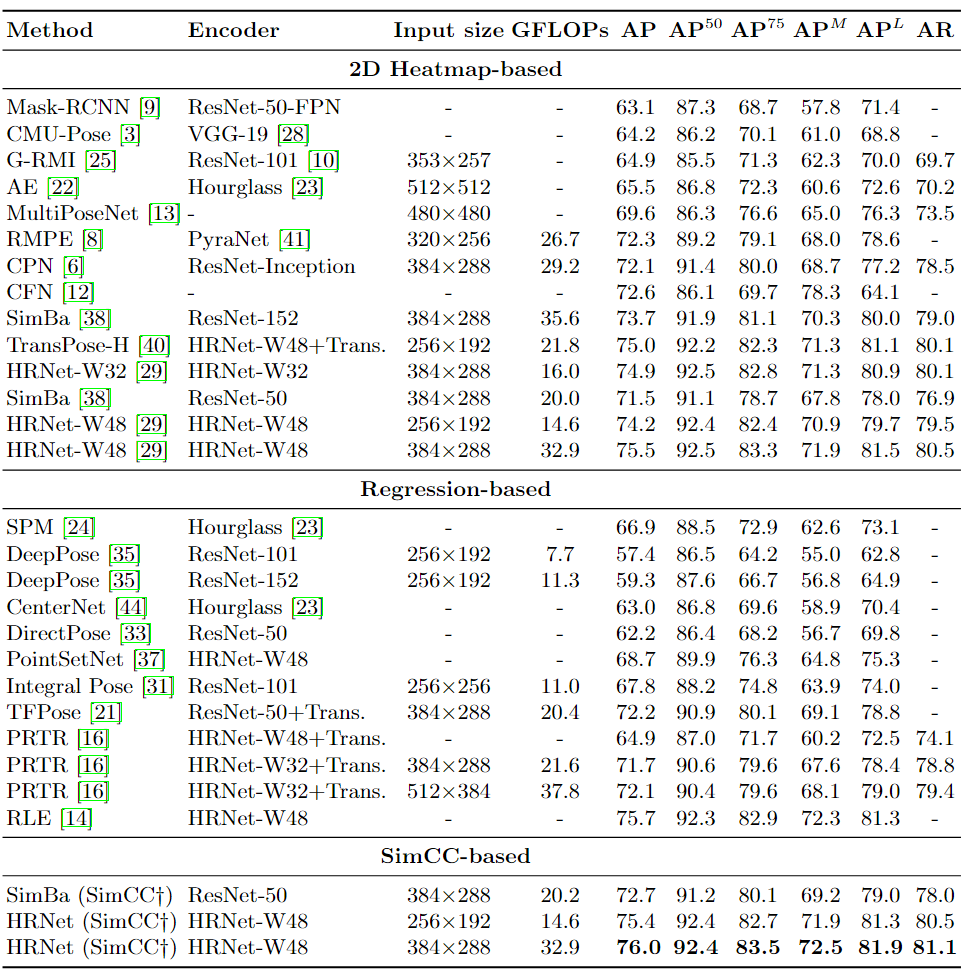 Method Encoder Input size GFLOPs AP AP^50 AP^75 AP^M AP^L AR
2D Heatmap-based
Mask-RCNN [9] ResNet-50-FPN - - 63.1 87.3 68.7 57.8 71.4 -
CMU-Pose [3] VGG-19 [28] - - 64.2 86.2 70.1 61.0 68.8 -
G-RMI [25] ResNet-101 [10] 353×257 - 64.9 85.5 71.3 62.3 70.0 69.7
AE [22] Hourglass [23] 512×512 - 65.5 86.8 72.3 60.6 72.6 70.2
MultiPoseNet [13] - 480×480 - 69.6 86.3 76.6 65.0 76.3 73.5
RMPE [8] PyraNet [41] 320×256 26.7 72.3 89.2 79.1 68.0 78.6 -
CPN [6] ResNet-Inception 384×288 29.2 72.1 91.4 80.0 68.7 77.2 78.5
CFN [12] - - - 72.6 86.1 69.7 78.3 64.1 -
SimBa [38] ResNet-152 384×288 35.6 73.7 91.9 81.1 70.3 80.0 79.0
TransPose-H [40] HRNet-W48+Trans. 256×192 21.8 75.0 92.2 82.3 71.3 81.1 80.1
HRNet-W32 [29] HRNet-W32 384×288 16.0 74.9 92.5 82.8 71.3 80.9 80.1
SimBa [38] ResNet-50 384×288 20.0 71.5 91.1 78.7 67.8 78.0 76.9
HRNet-W48 [29] HRNet-W48 256×192 14.6 74.2 92.4 82.4 70.9 79.7 79.5
HRNet-W48 [29] HRNet-W48 384×288 32.9 75.5 92.5 83.3 71.9 81.5 80.5
Regression-based
SPM [24] Hourglass [23] - - 66.9 88.5 72.9 62.6 73.1 -
DeepPose [35] ResNet-101 256×192 7.7 57.4 86.5 64.2 55.0 62.8 -
DeepPose [35] ResNet-152 256×192 11.3 59.3 87.6 66.7 56.8 64.9 -
CenterNet [44] Hourglass [23] - - 63.0 86.8 69.6 58.9 70.4 -
DirectPose [33] ResNet-50 - - 62.2 86.4 68.2 56.7 69.8 -
PointSetNet [37] HRNet-W48 - - 68.7 89.9 76.3 64.8 75.3 -
Integral Pose [31] ResNet-101 256×256 11.0 67.8 88.2 74.8 63.9 74.0 -
TFPose [21] ResNet-50+Trans. 384×288 20.4 72.2 90.9 80.1 69.1 78.8 -
PRTR [16] HRNet-W48+Trans. - - 64.9 87.0 71.7 60.2 72.5 74.1
PRTR [16] HRNet-W32+Trans. 384×288 21.6 71.7 90.6 79.6 67.6 78.4 78.8
PRTR [16] HRNet-W32+Trans. 512×384 37.8 72.1 90.4 79.6 68.1 79.0 79.4
RLE [14] HRNet-W48 - - 75.7 92.3 82.9 72.3 81.3 -
SimCC-based
SimBa (SimCC†) ResNet-50 384×288 20.2 72.7 91.2 80.1 69.2 79.0 78.0
HRNet (SimCC†) HRNet-W48 256×192 14.6 75.4 92.4 82.7 71.9 81.3 80.5
HRNet (SimCC†) HRNet-W48 384×288 32.9 76.0 92.4 83.5 72.5 81.9 81.1